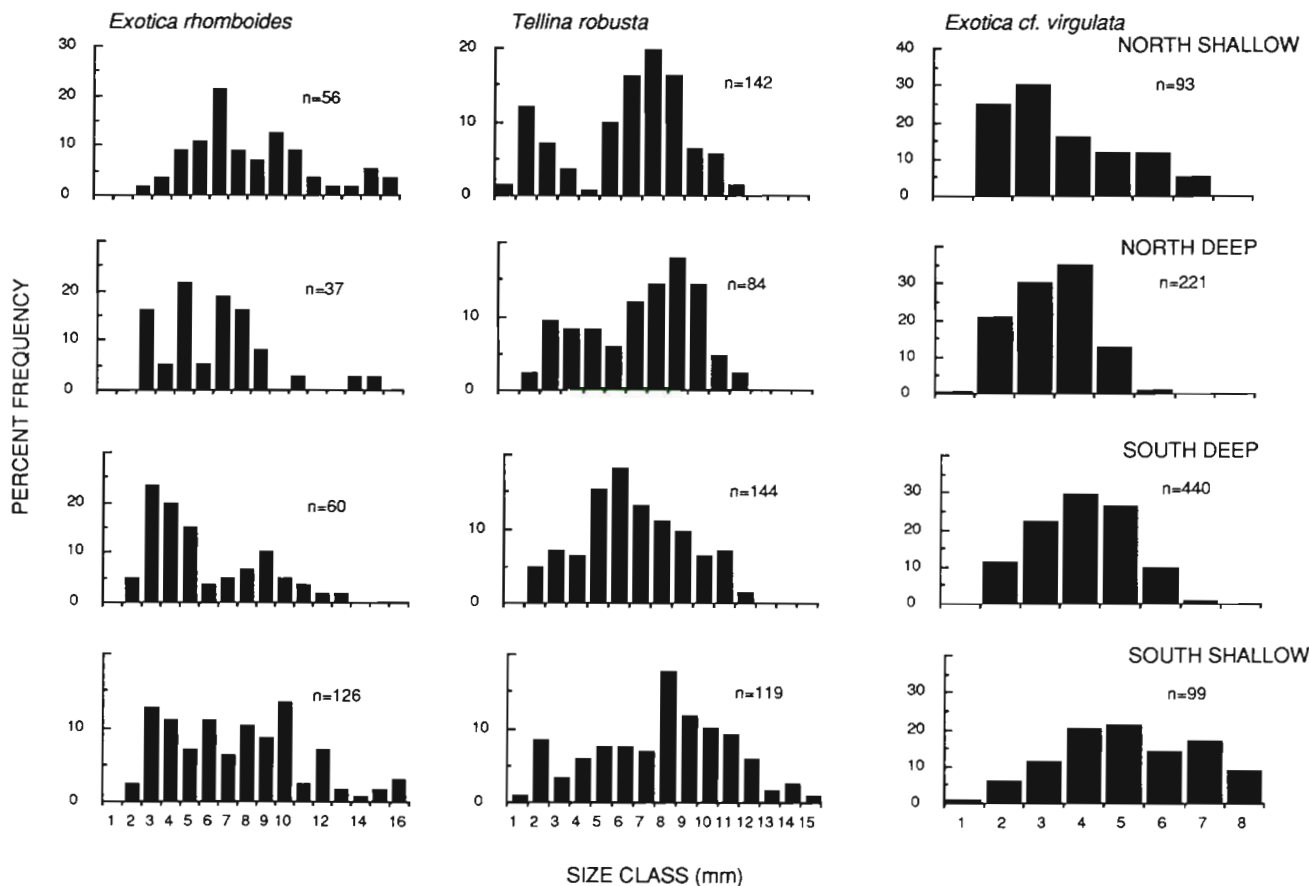 Exotica rhomboides
Tellina robusta
Exotica cf. virgulata
NORTH SHALLOW
30
20
10
0
n=56
20
10
0
n=142
40
30
20
10
0
n=93
NORTH DEEP
20
10
0
n=37
10
0
n=84
30
20
10
0
n=221
PERCENT FREQUENCY
SOUTH DEEP
20
10
0
n=60
10
0
n=144
30
20
10
0
n=440
SOUTH SHALLOW
10
0
n=126
10
0
n=119
40
30
20
10
0
n=99
1 2 3 4 5 6 7 8 9 10 12 14 16
1 2 3 4 5 6 7 8 9 10 11 12 13 14 15
1 2 3 4 5 6 7 8
SIZE CLASS (mm)